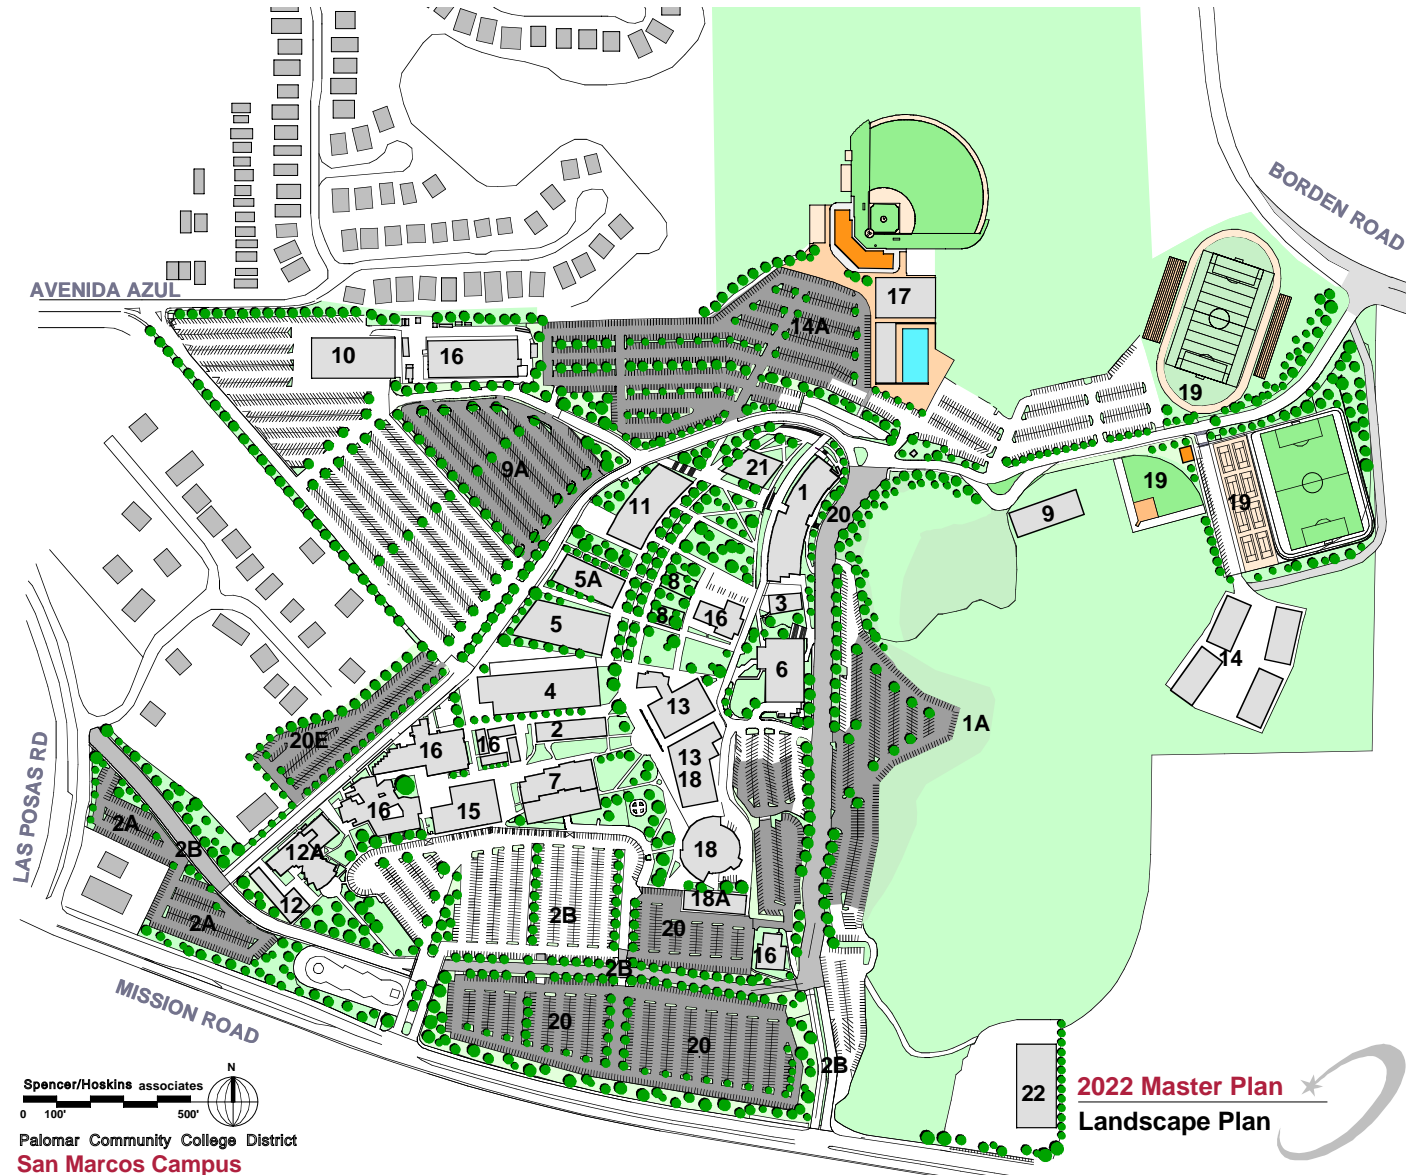 BORDEN ROAD
AVENIDA AZUL
17
14A
10
16
19
9A
21
1
11
20
19
19
9
5A
8
3
8
16
5
6
14
4
13
1A
2
16
16
20E
13
18
7
16
15
2A
2B
12A
18
LAS POSAS RD
12
18A
2A
2B
20
16
2B
MISSION ROAD
20
20
2B
22
N
Spencer/Hoskins associates
0 100' 500'
Palomar Community College District
San Marcos Campus
2022 Master Plan
Landscape Plan